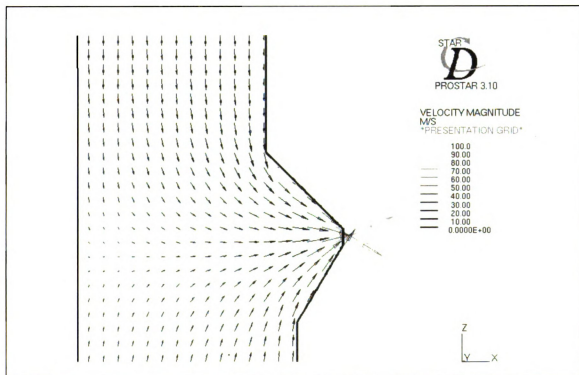 STAR
D
PROSTAR 3.10
VELOCITY MAGNITUDE
M/S
*PRESENTATION GRID*
100.0
90.00
80.00
70.00
60.00
50.00
40.00
30.00
20.00
10.00
0.0000E+00
Z
Y X